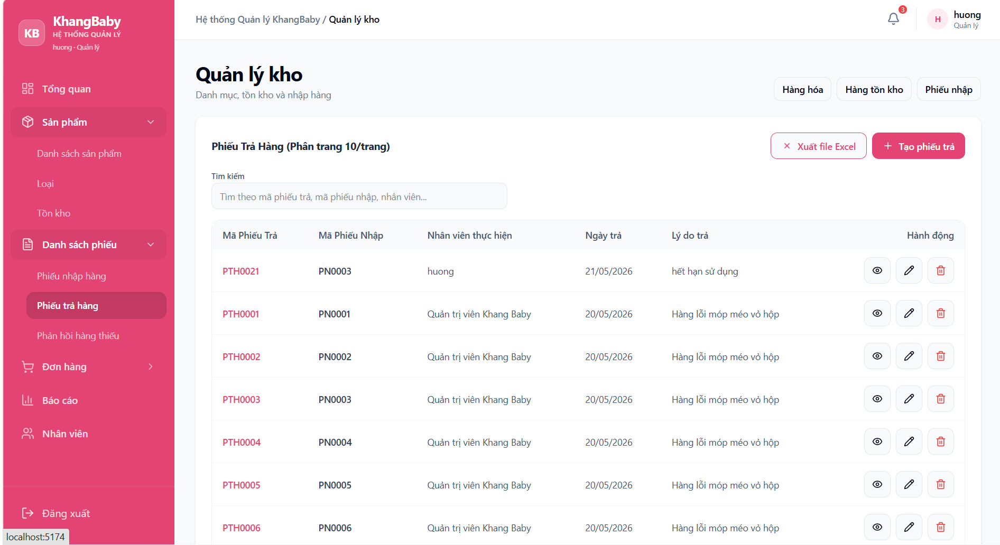 KB
KhangBaby
HỆ THỐNG QUẢN LÝ
huong · Quản lý
Tổng quan
Sản phẩm
Danh sách sản phẩm
Loại
Tồn kho
Danh sách phiếu
Phiếu nhập hàng
Phiếu trả hàng
Phản hồi hàng thiếu
Đơn hàng
Báo cáo
Nhân viên
Đăng xuất
localhost:5174
Hệ thống Quản lý KhangBaby / Quản lý kho
3
H
huong
Quản lý
Quản lý kho
Danh mục, tồn kho và nhập hàng
Hàng hóa
Hàng tồn kho
Phiếu nhập
Phiếu Trả Hàng (Phân trang 10/trang)
Xuất file Excel
Tạo phiếu trả
Tìm kiếm
Tìm theo mã phiếu trả, mã phiếu nhập, nhân viên...
Mã Phiếu Trả Mã Phiếu Nhập Nhân viên thực hiện Ngày trả Lý do trả Hành động
PTH0021 PN0003 huong 21/05/2026 hết hạn sử dụng
PTH0001 PN0001 Quản trị viên Khang Baby 20/05/2026 Hàng lỗi móp méo vỏ hộp
PTH0002 PN0002 Quản trị viên Khang Baby 20/05/2026 Hàng lỗi móp méo vỏ hộp
PTH0003 PN0003 Quản trị viên Khang Baby 20/05/2026 Hàng lỗi móp méo vỏ hộp
PTH0004 PN0004 Quản trị viên Khang Baby 20/05/2026 Hàng lỗi móp méo vỏ hộp
PTH0005 PN0005 Quản trị viên Khang Baby 20/05/2026 Hàng lỗi móp méo vỏ hộp
PTH0006 PN0006 Quản trị viên Khang Baby 20/05/2026 Hàng lỗi móp méo vỏ hộp